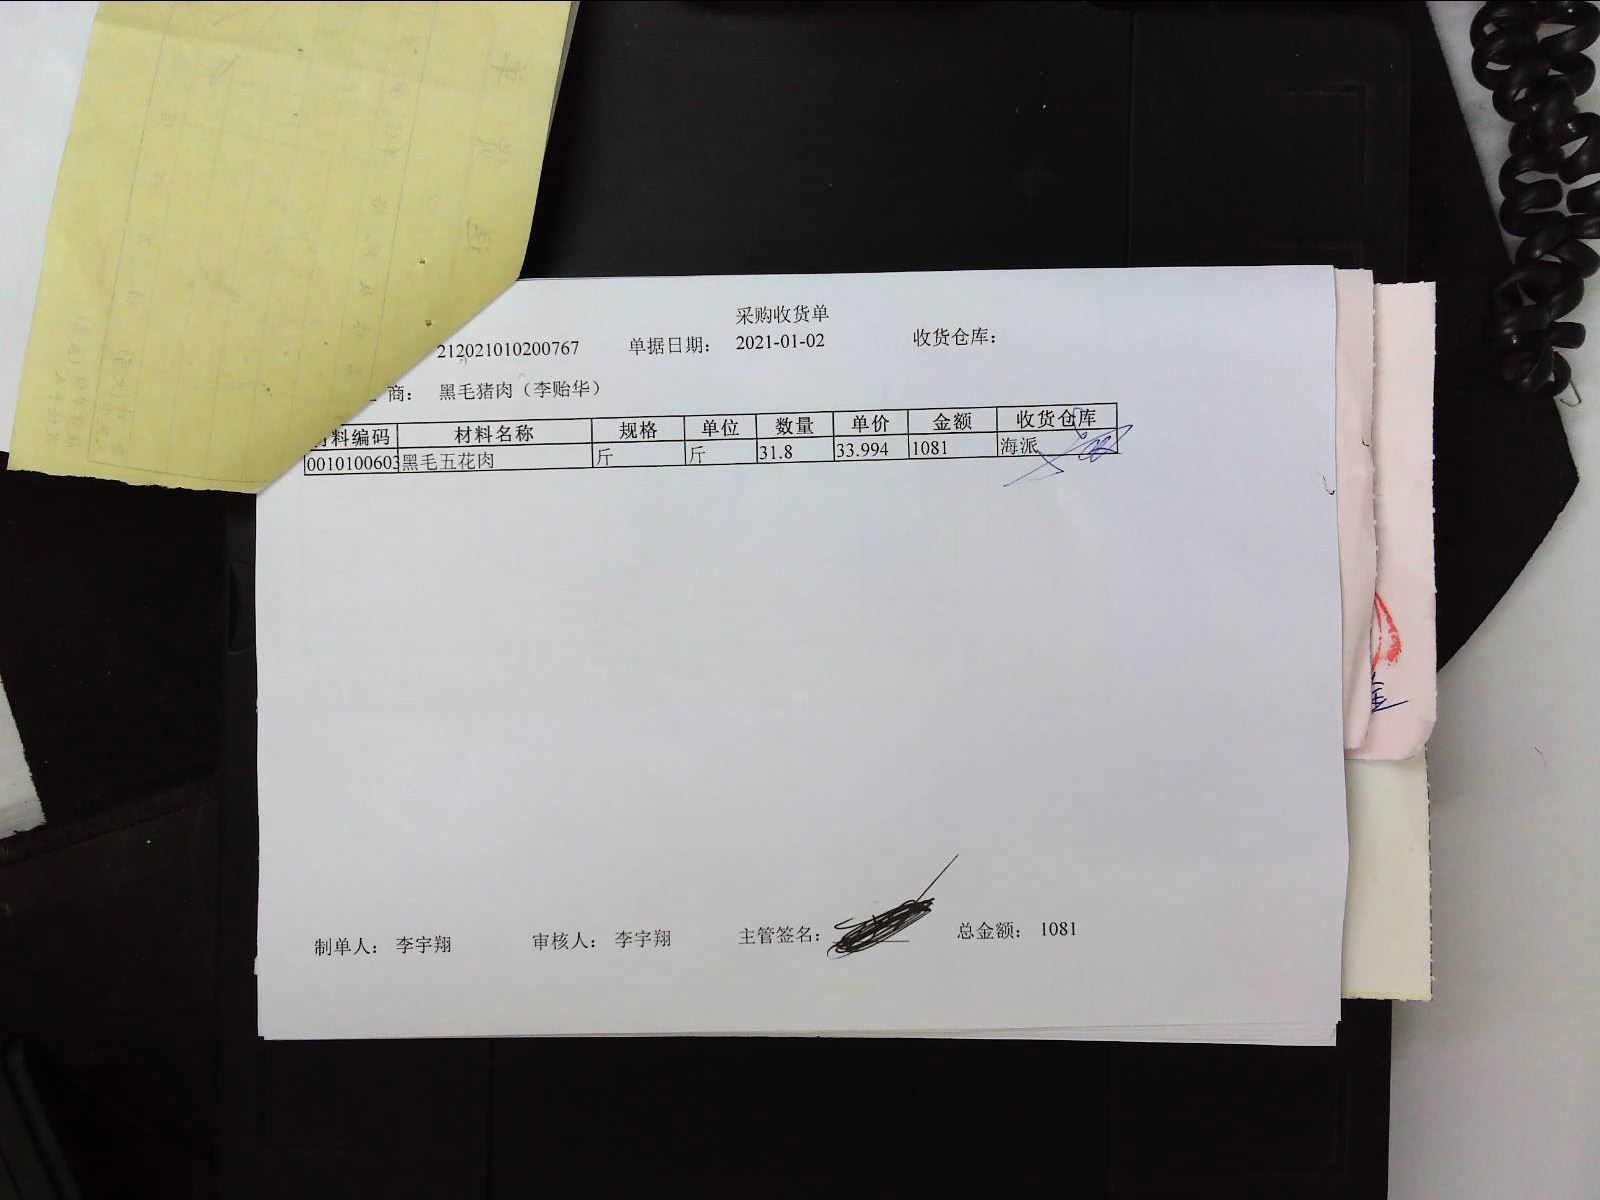 采购收货单
212021010200767 单据日期： 2021-01-02 收货仓库：
商： 黑毛猪肉（李贻华）
材料编码 材料名称 规格 单位 数量 单价 金额 收货仓库
0010100603 黑毛五花肉 斤 斤 31.8 33.994 1081 海派
制单人： 李宇翔 审核人： 李宇翔 主管签名： 总金额： 1081